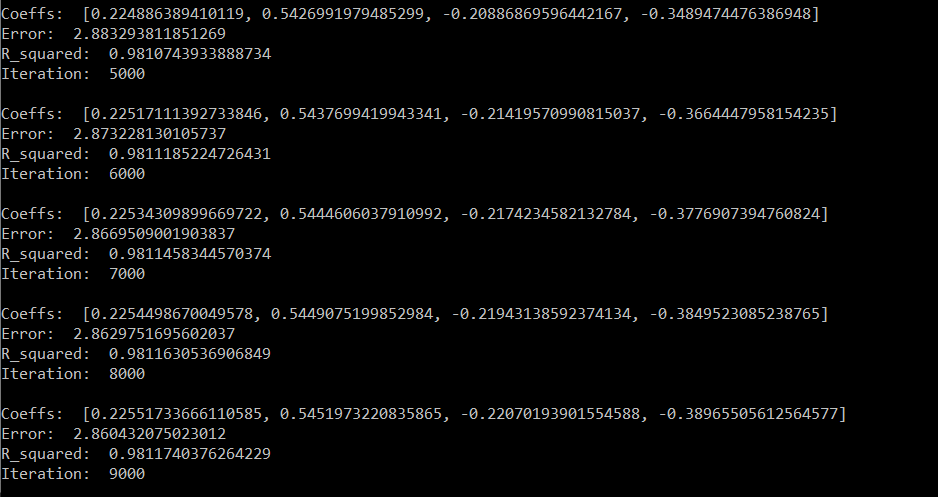 Coeffs:  [0.224886389410119, 0.5426991979485299, -0.20886869596442167, -0.3489474476386948]
Error:  2.883293811851269
R_squared:  0.9810743933888734
Iteration:  5000
Coeffs:  [0.22517111392733846, 0.5437699419943341, -0.21419570990815037, -0.3664447958154235]
Error:  2.873228130105737
R_squared:  0.9811185224726431
Iteration:  6000
Coeffs:  [0.22534309899669722, 0.5444606037910992, -0.2174234582132784, -0.3776907394760824]
Error:  2.8669509001903837
R_squared:  0.9811458344570374
Iteration:  7000
Coeffs:  [0.2254498670049578, 0.5449075199852984, -0.21943138592374134, -0.3849523085238765]
Error:  2.8629751695602037
R_squared:  0.9811630536906849
Iteration:  8000
Coeffs:  [0.22551733666110585, 0.5451973220835865, -0.22070193901554588, -0.38965505612564577]
Error:  2.860432075023012
R_squared:  0.9811740376264229
Iteration:  9000